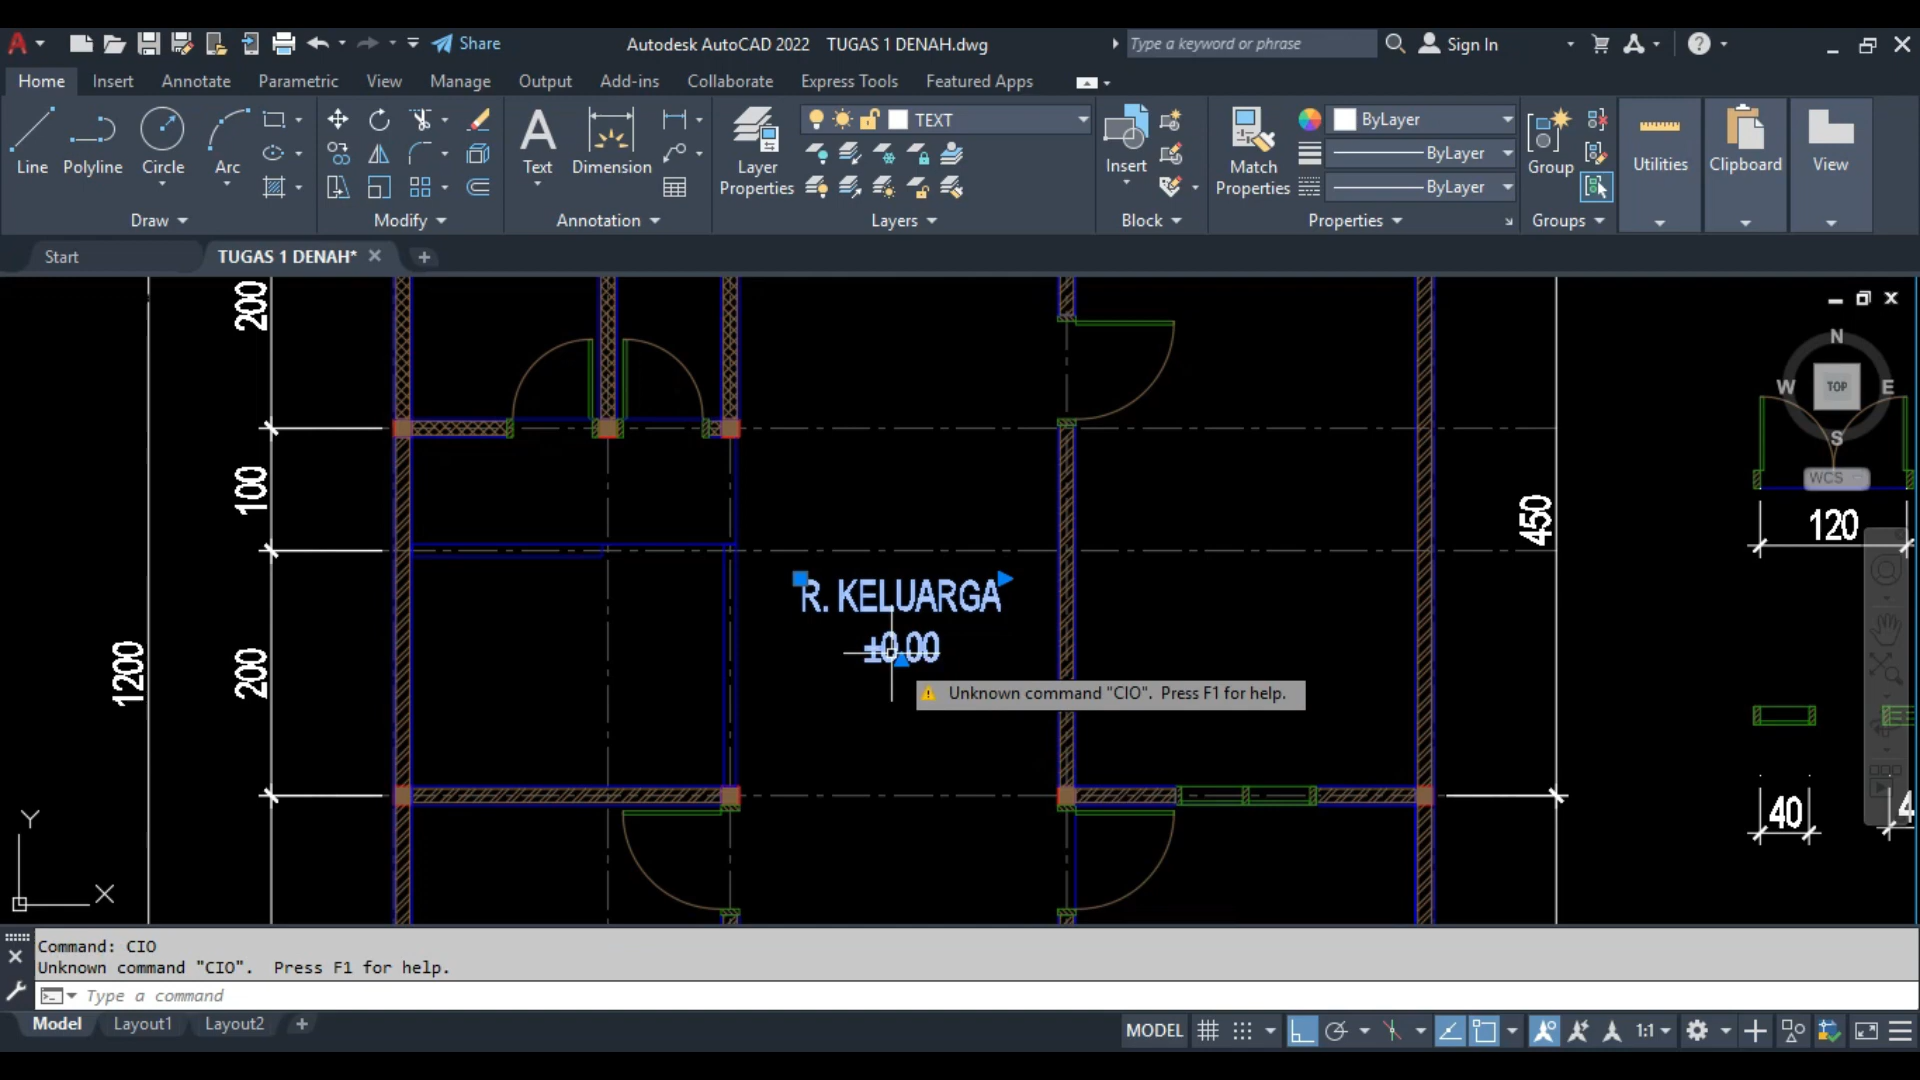 Share
Autodesk AutoCAD 2022 TUGAS 1 DENAH.dwg
Type a keyword or phrase
Sign In
Home Insert Annotate Parametric View Manage Output Add-ins Collaborate Express Tools Featured Apps
Line Polyline Circle Arc
Text Dimension
Layer Properties
TEXT
Insert
Match Properties
ByLayer
ByLayer
ByLayer
Group
Utilities
Clipboard
View
Draw Modify Annotation Layers Block Properties Groups
Start TUGAS 1 DENAH*
200
100
200
1200
450
N
W TOP E
S
WCS
120
R. KELUARGA
±0.00
Unknown command "CIO". Press F1 for help.
40
4
Y
X
Command: CIO
Unknown command "CIO". Press F1 for help.
Type a command
Model Layout1 Layout2
MODEL 1:1